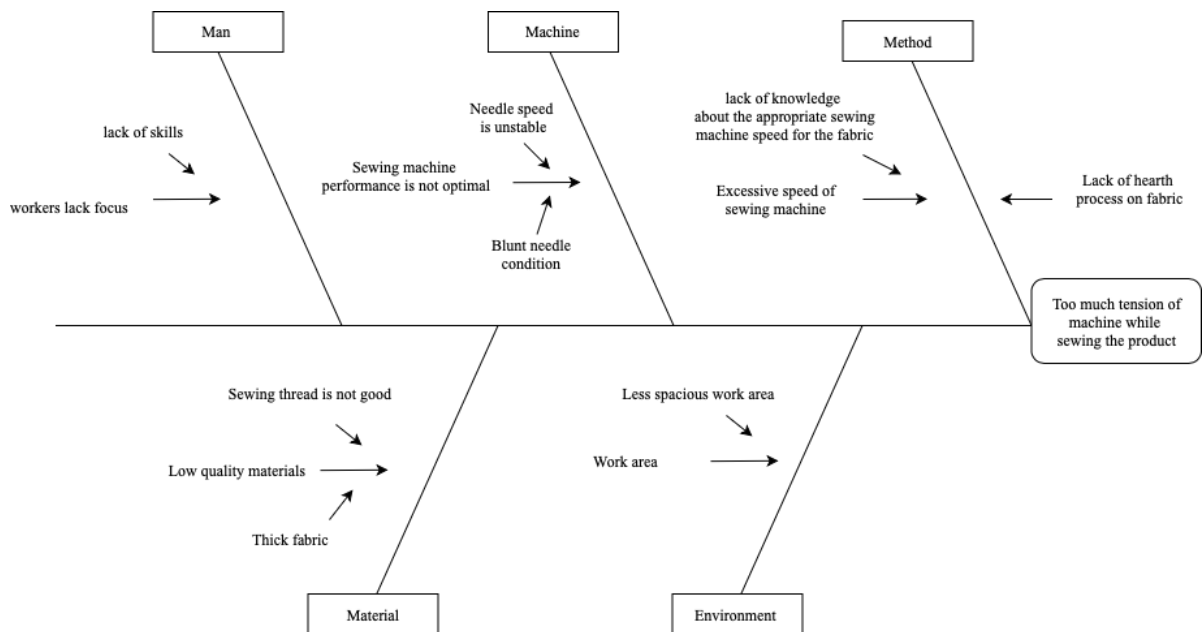 Man
Machine
Method
lack of skills
workers lack focus
Needle speed
is unstable
Sewing machine
performance is not optimal
Blunt needle
condition
lack of knowledge
about the appropriate sewing
machine speed for the fabric
Excessive speed of
sewing machine
Lack of hearth
process on fabric
Too much tension of
machine while
sewing the product
Sewing thread is not good
Low quality materials
Thick fabric
Less spacious work area
Work area
Material
Environment